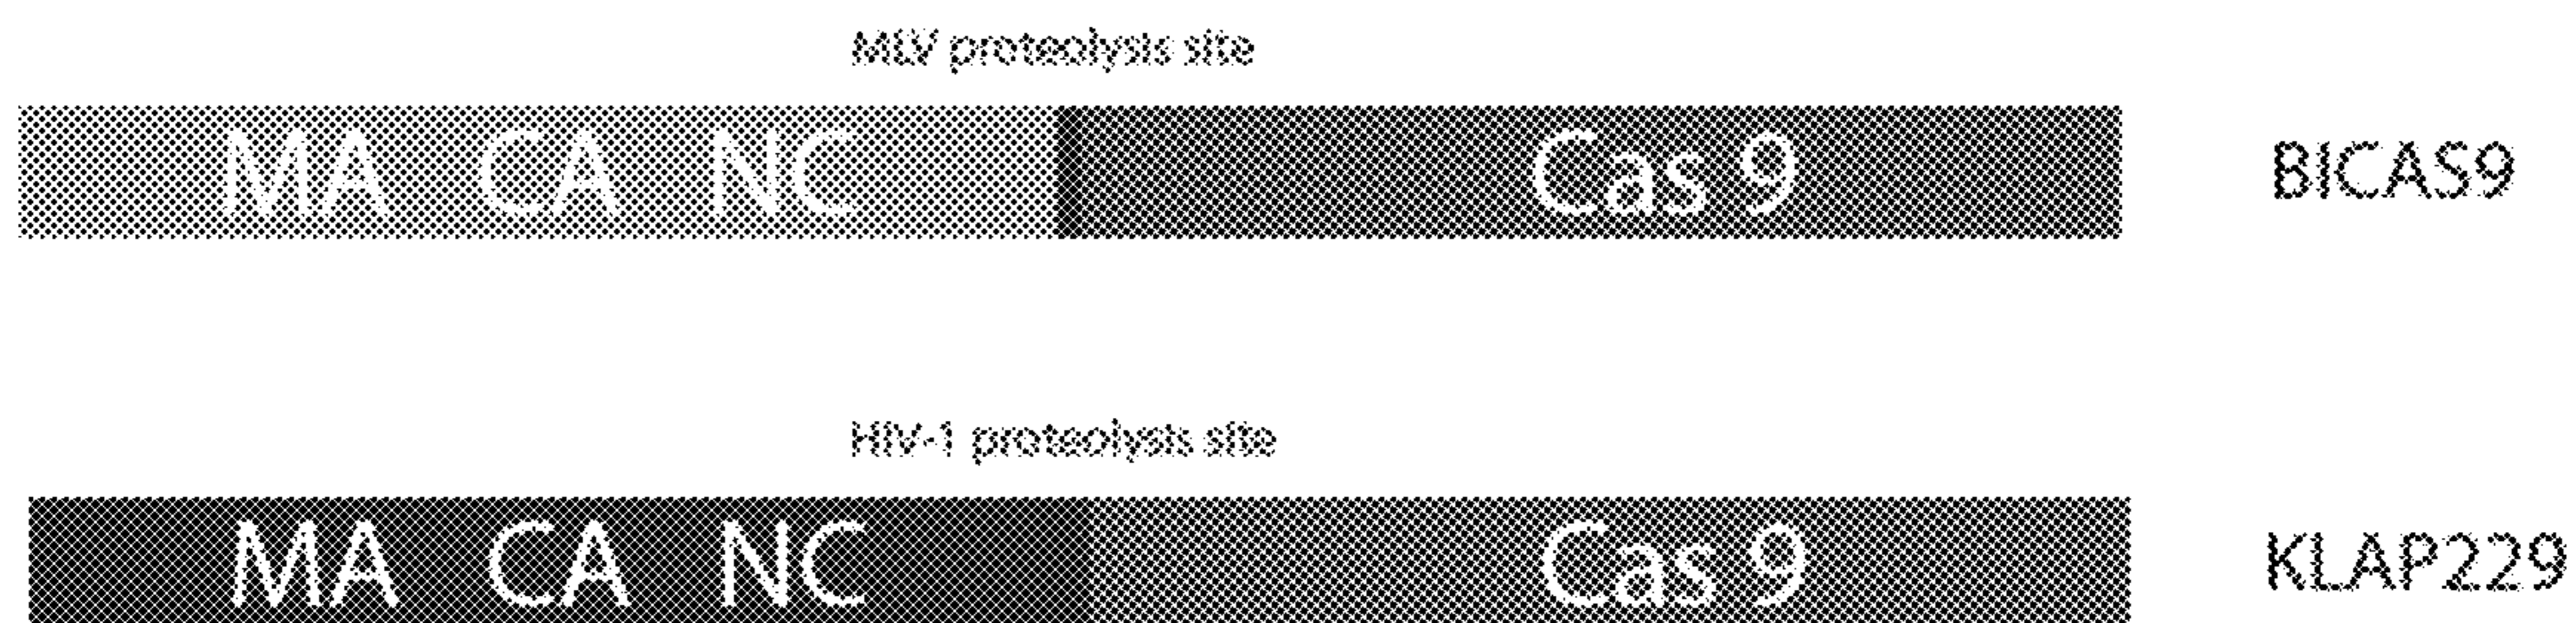 MLV proteolysis site
MA CA NC Cas 9 BICAS9
HIV-1 proteolysis site
MA CA NC Cas 9 KLAP229